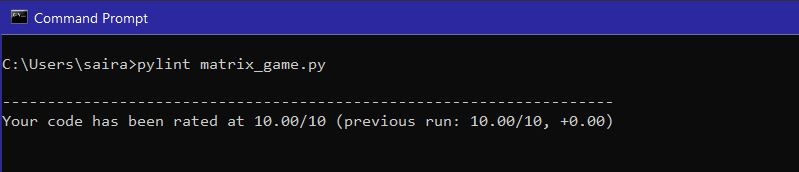 Command Prompt
C:\Users\saira>pylint matrix_game.py
--------------------------------------------------------------------
Your code has been rated at 10.00/10 (previous run: 10.00/10, +0.00)